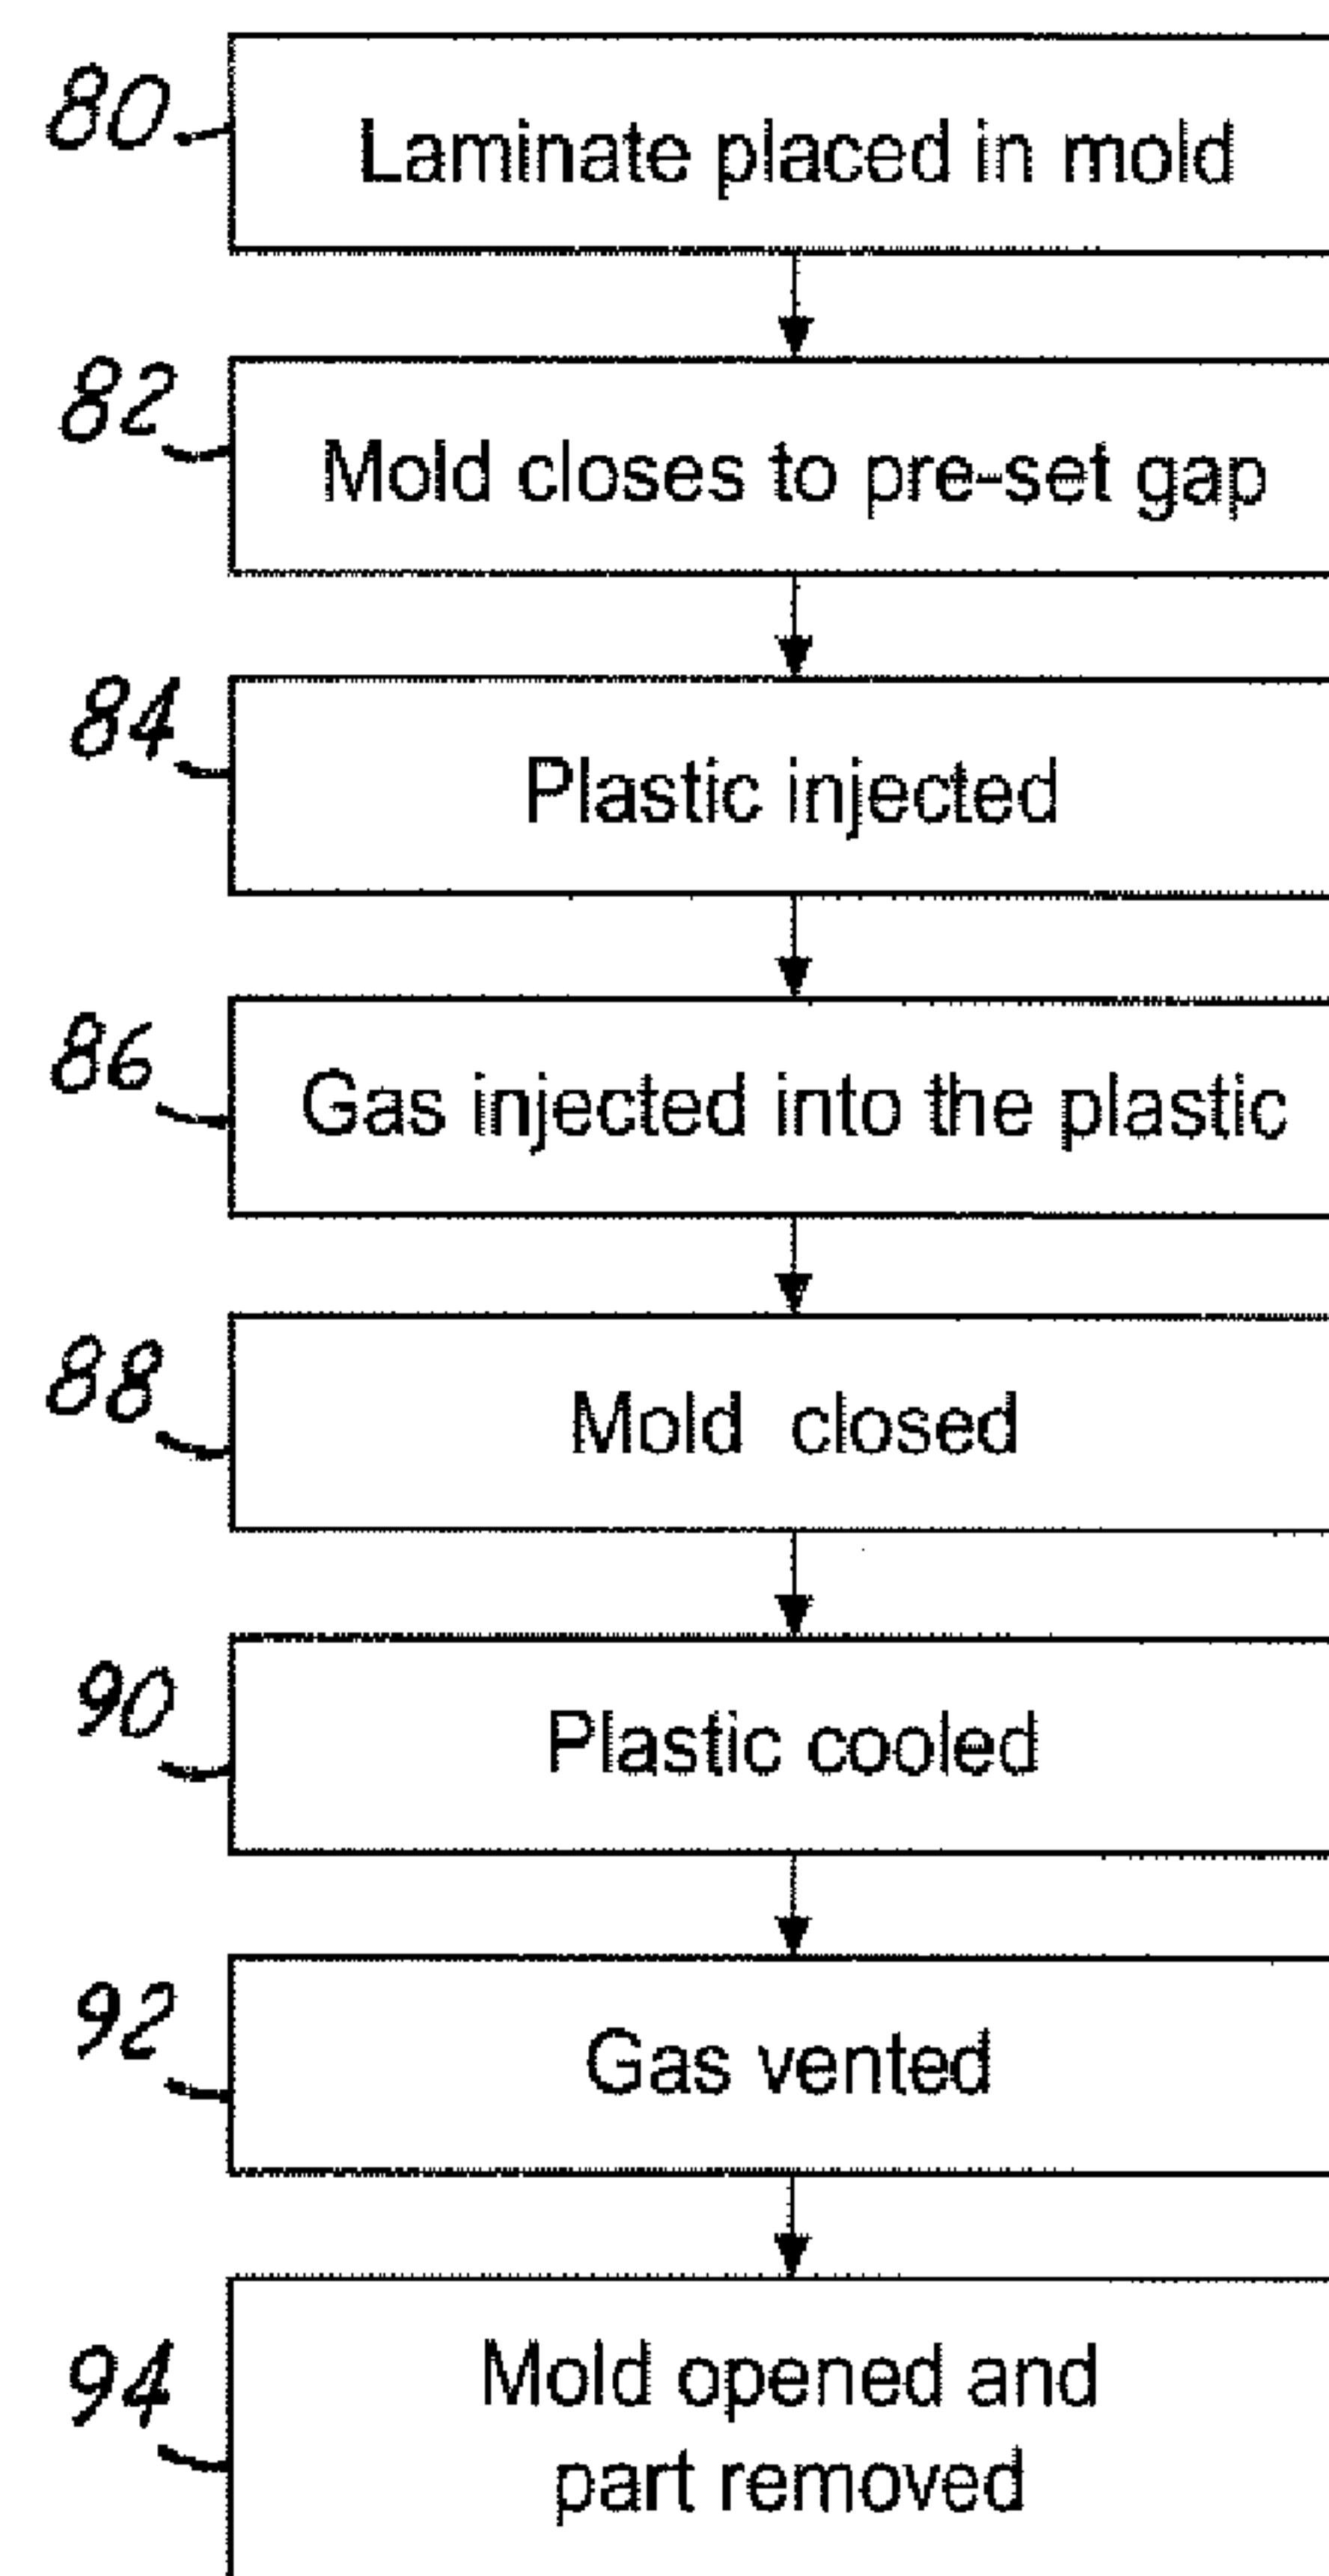 80 Laminate placed in mold
82 Mold closes to pre-set gap
84 Plastic injected
86 Gas injected into the plastic
88 Mold closed
90 Plastic cooled
92 Gas vented
94 Mold opened and
part removed